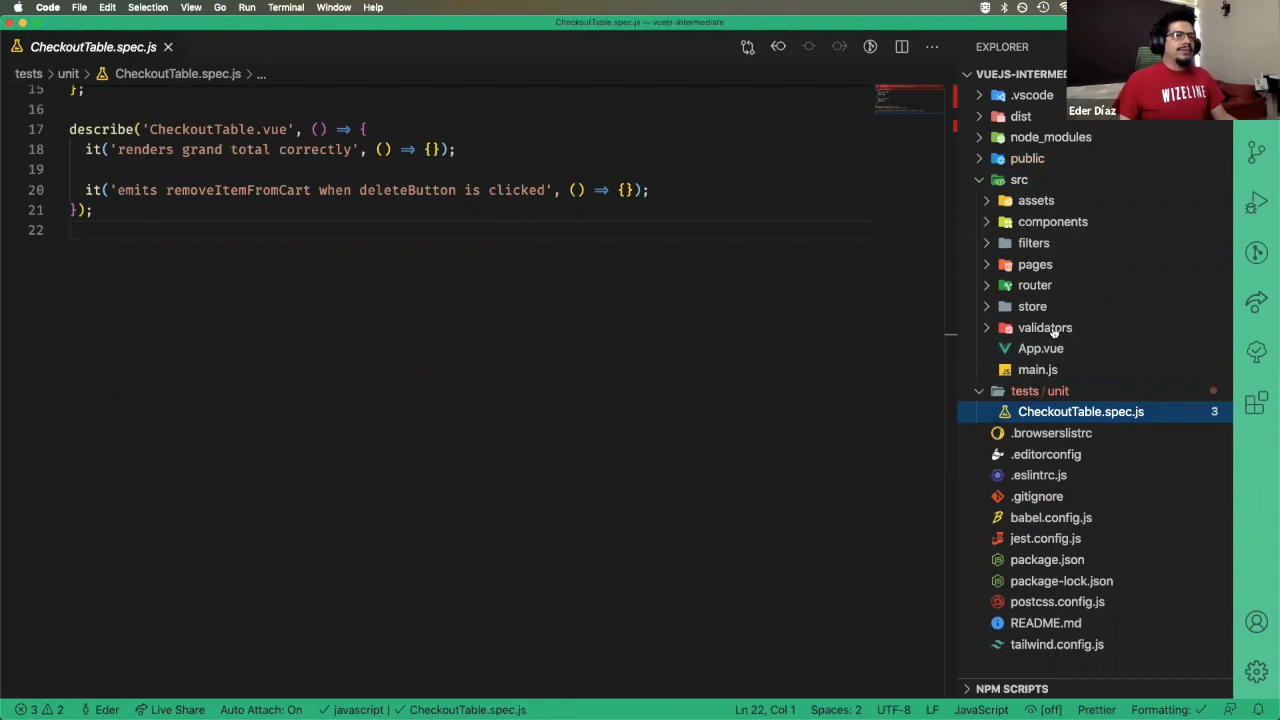 Code File Edit Selection View Go Run Terminal Window Help
CheckoutTable.spec.js — vuejs-intermediate
CheckoutTable.spec.js
tests > unit > CheckoutTable.spec.js > ...
15 };
16
17 describe('CheckoutTable.vue', () => {
18 it('renders grand total correctly', () => {});
19
20 it('emits removeItemFromCart when deleteButton is clicked', () => {});
21 });
22
EXPLORER
VUEJS-INTERMED
.vscode
dist
node_modules
public
src
assets
components
filters
pages
router
store
validators
App.vue
main.js
tests / unit
CheckoutTable.spec.js 3
.browserslistrc
.editorconfig
.eslintrc.js
.gitignore
babel.config.js
jest.config.js
package.json
package-lock.json
postcss.config.js
README.md
tailwind.config.js
NPM SCRIPTS
WIZELINE
Eder Díaz
3 2 Eder Live Share Auto Attach: On javascript | CheckoutTable.spec.js Ln 22, Col 1 Spaces: 2 UTF-8 LF JavaScript [off] Prettier Formatting: ✓